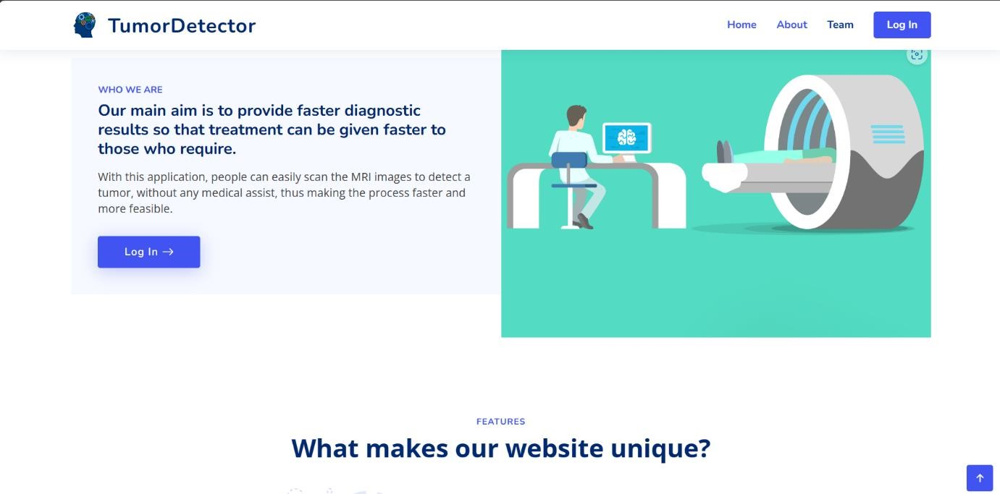 TumorDetector
Home
About
Team
Log In
WHO WE ARE
Our main aim is to provide faster diagnostic
results so that treatment can be given faster to
those who require.
With this application, people can easily scan the MRI images to detect a
tumor, without any medical assist, thus making the process faster and
more feasible.
Log In →
FEATURES
What makes our website unique?